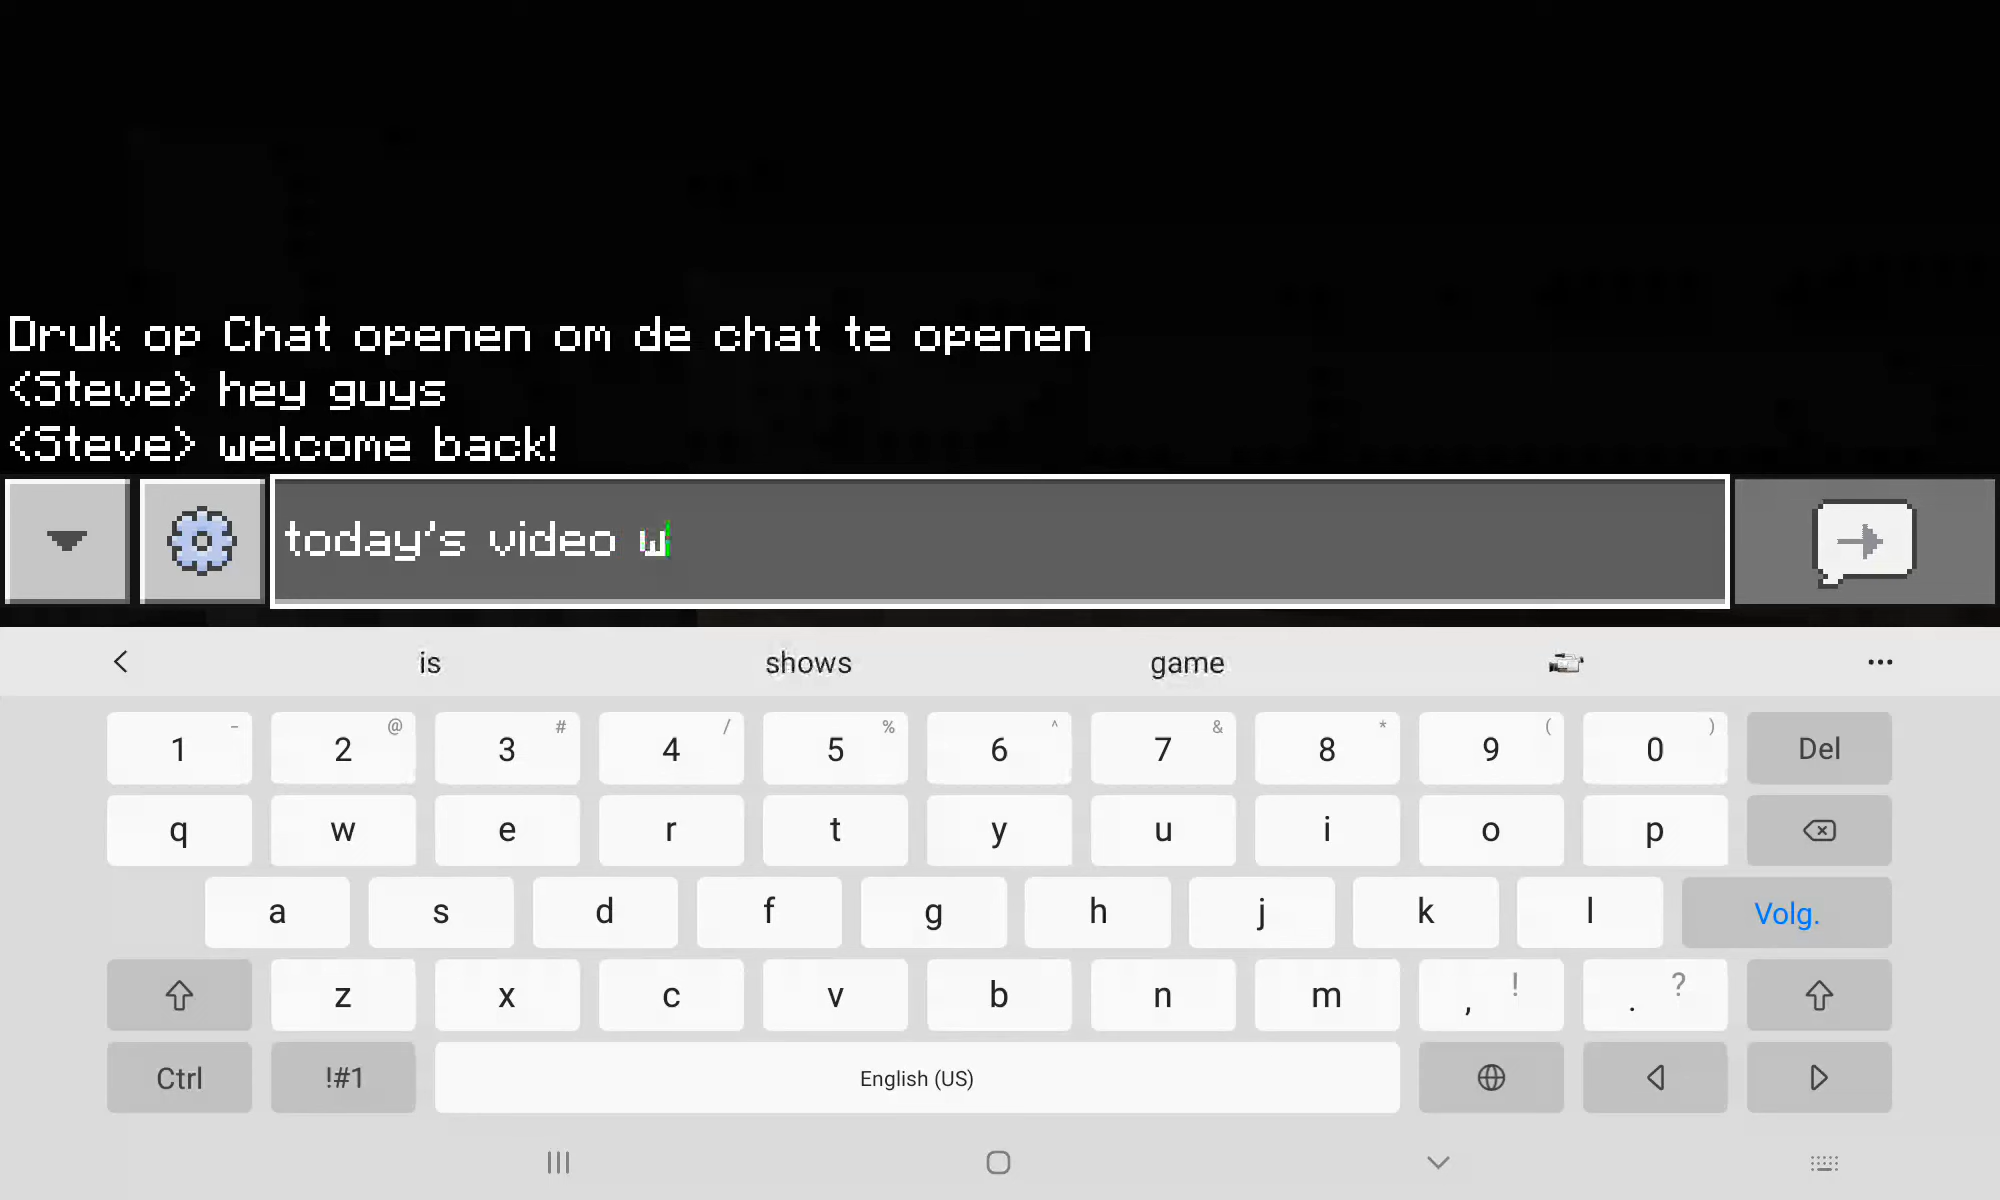 Druk op Chat openen om de chat te openen
<Steve> hey guys
<Steve> welcome back!
today's video w
is shows game
1 - 2 @ 3 # 4 / 5 % 6 ^ 7 & 8 * 9 ( 0 ) Del
q w e r t y u i o p
a s d f g h j k l Volg.
z x c v b n m , ! . ?
Ctrl !#1 English (US)